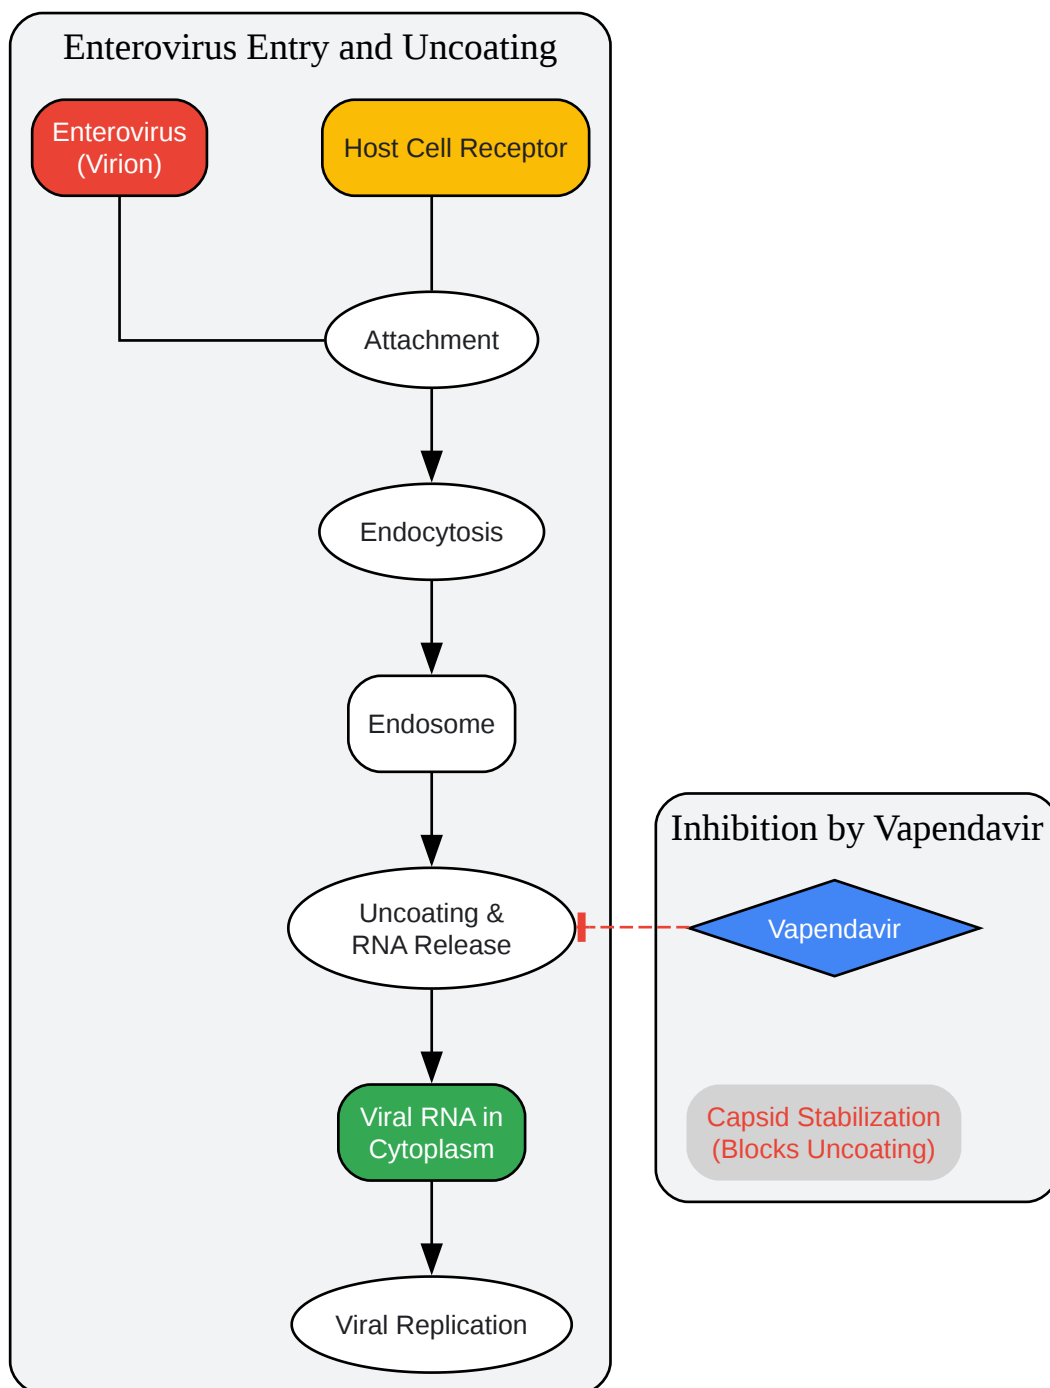 Enterovirus Entry and Uncoating
Enterovirus
(Virion)
Host Cell Receptor
Attachment
Endocytosis
Endosome
Uncoating &
RNA Release
Viral RNA in
Cytoplasm
Viral Replication
Inhibition by Vapendavir
Vapendavir
Capsid Stabilization
(Blocks Uncoating)